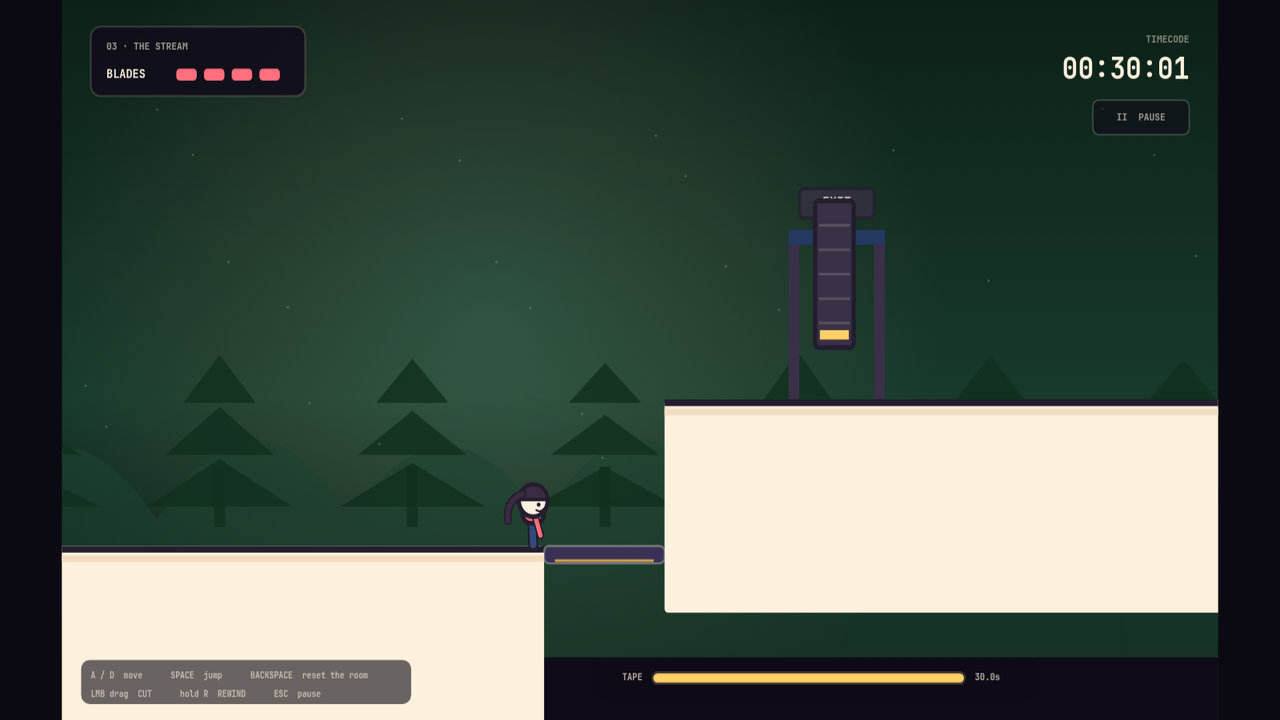 03 · THE STREAM
BLADES
TIMECODE
00:30:01
II PAUSE
A / D move SPACE jump BACKSPACE reset the room
LMB drag CUT hold R REWIND ESC pause
TAPE 30.0s